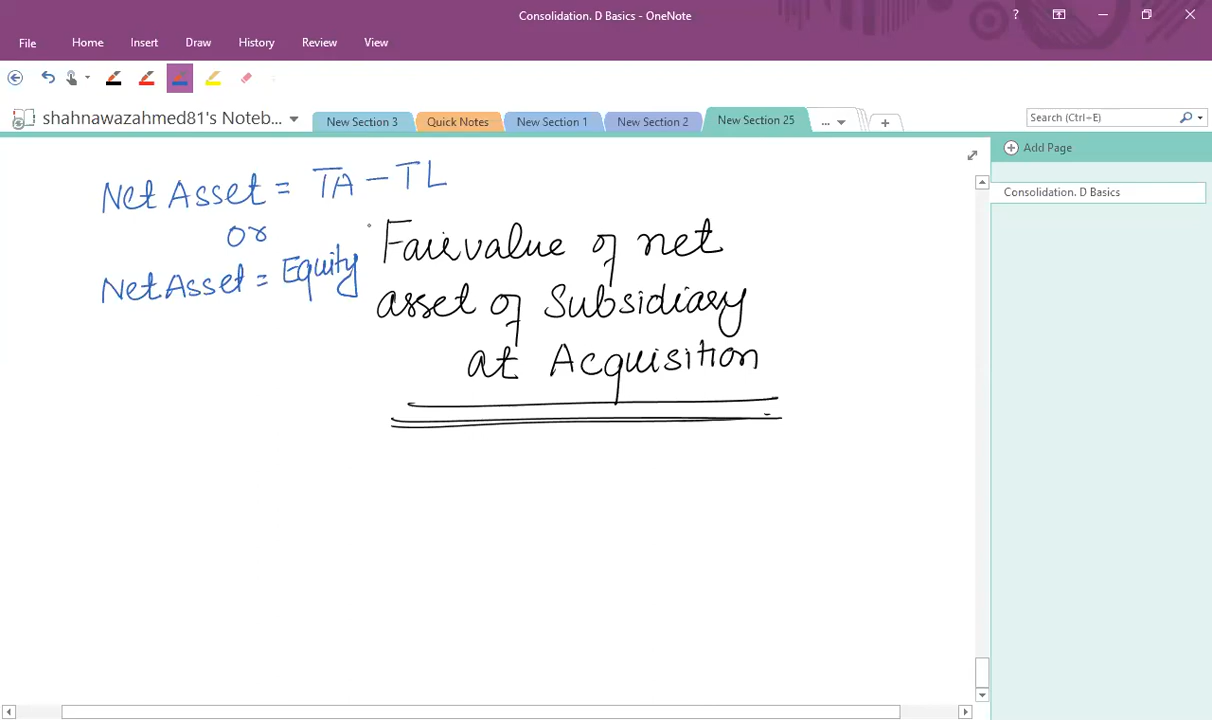 Consolidation. D Basics - OneNote
?
File Home Insert Draw History Review View
shahnawazahmed81's Noteb... New Section 3 Quick Notes New Section 1 New Section 2 New Section 25 ... + Search (Ctrl+E)
Add Page
Consolidation. D Basics
Net Asset = TA - TL
or
Net Asset = Equity
Fair value of net
asset of Subsidiary
at Acquisition